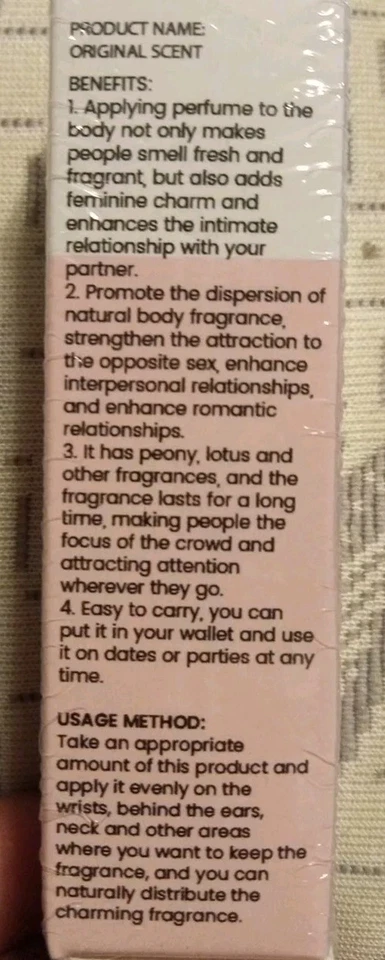 PRODUCT NAME:
ORIGINAL SCENT
BENEFITS:
1. Applying perfume to the
body not only makes
people smell fresh and
fragrant, but also adds
feminine charm and
enhances the intimate
relationship with your
partner.
2. Promote the dispersion of
natural body fragrance,
strengthen the attraction to
the opposite sex, enhance
interpersonal relationships,
and enhance romantic
relationships.
3. It has peony, lotus and
other fragrances, and the
fragrance lasts for a long
time, making people the
focus of the crowd and
attracting attention
wherever they go.
4. Easy to carry, you can
put it in your wallet and use
it on dates or parties at any
time.
USAGE METHOD:
Take an appropriate
amount of this product and
apply it evenly on the
wrists, behind the ears,
neck and other areas
where you want to keep the
fragrance, and you can
naturally distribute the
charming fragrance.